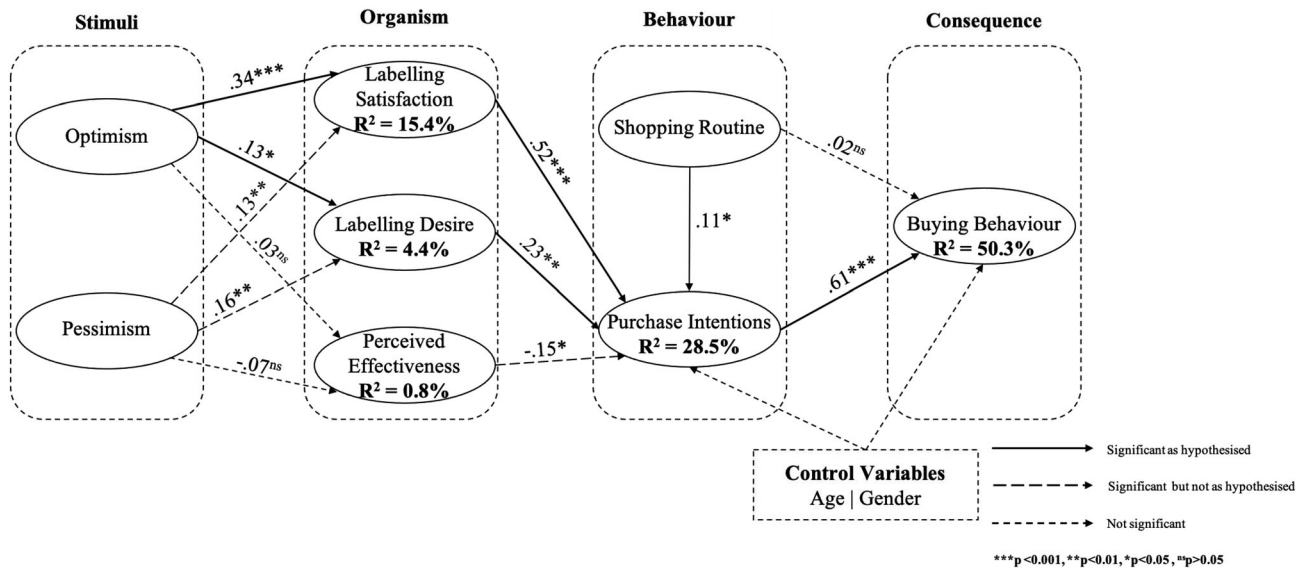 Stimuli
Organism
Behaviour
Consequence
Optimism
Pessimism
.34***
.13*
.13**
.03ns
.16**
-.07ns
Labelling
Satisfaction
R² = 15.4%
Labelling Desire
R² = 4.4%
Perceived
Effectiveness
R² = 0.8%
.52***
.23**
-.15*
Shopping Routine
.11*
Purchase Intentions
R² = 28.5%
.02ns
.61***
Buying Behaviour
R² = 50.3%
Control Variables
Age | Gender
Significant as hypothesised
Significant but not as hypothesised
Not significant
***p<0.001, **p<0.01, *p<0.05, nsp>0.05